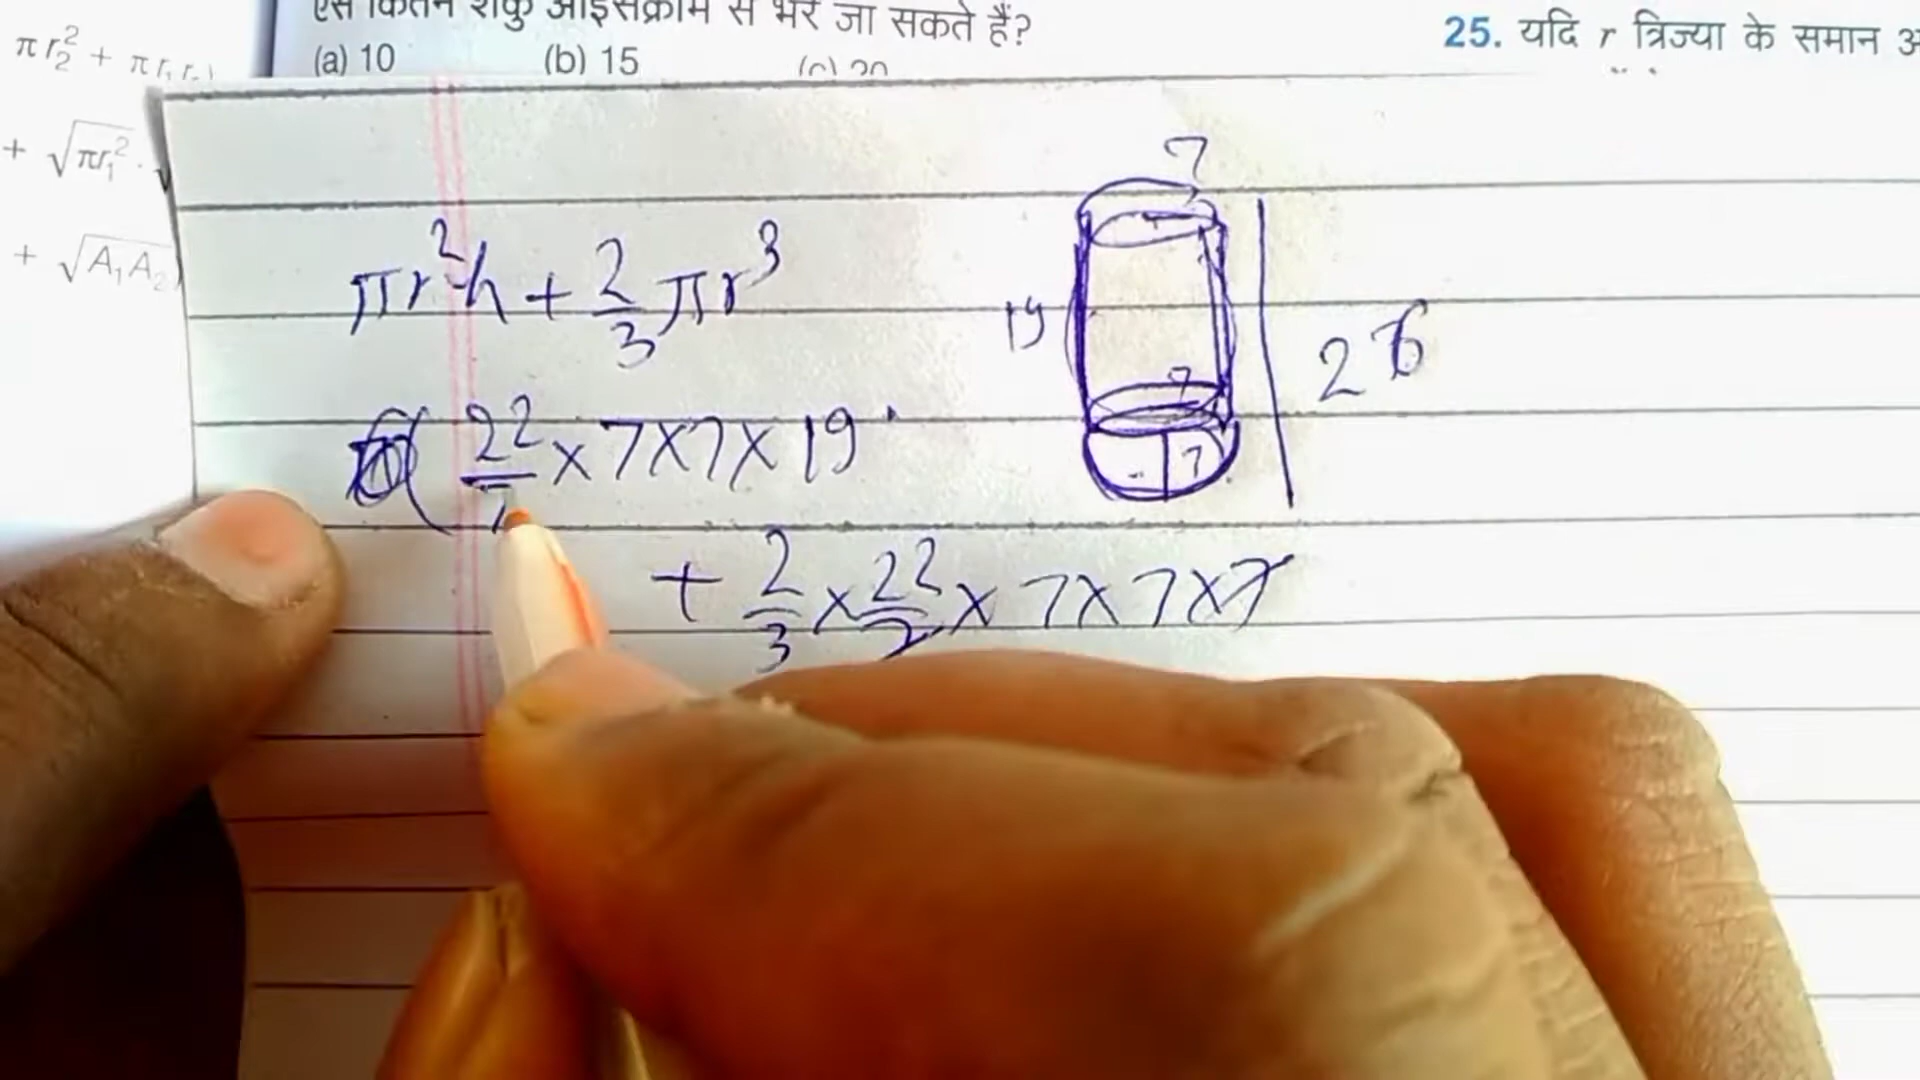 कितने शंकु आइसक्रीम से भरे जा सकते हैं?
(a) 10 (b) 15 (c) 20
25. यदि r त्रिज्या के समान
πr₂² + πr₁r₂)
+ √πr₁² ·
+ √A₁A₂)
πr²h + 2/3 πr³
( 22/7 × 7×7× 19
+ 2/3 × 22/7 × 7×7×7
7
19
7
7
26